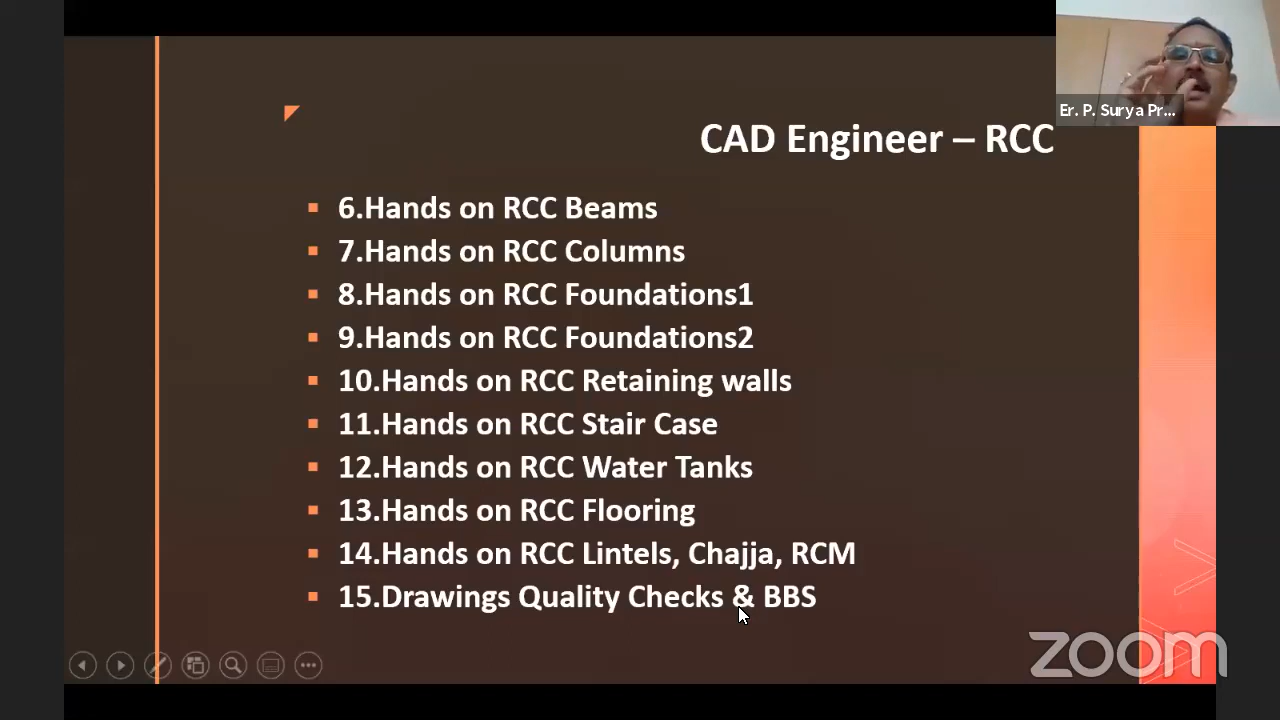 Er. P. Surya Pr...
CAD Engineer – RCC
6.Hands on RCC Beams
7.Hands on RCC Columns
8.Hands on RCC Foundations1
9.Hands on RCC Foundations2
10.Hands on RCC Retaining walls
11.Hands on RCC Stair Case
12.Hands on RCC Water Tanks
13.Hands on RCC Flooring
14.Hands on RCC Lintels, Chajja, RCM
15.Drawings Quality Checks & BBS
zoom